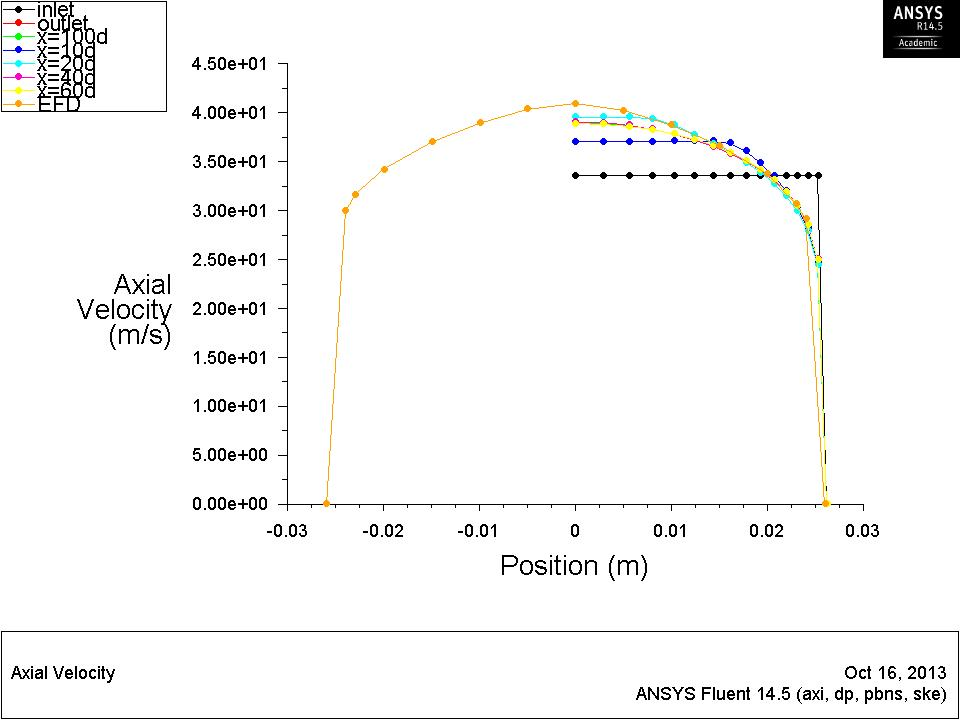 inlet
outlet
x=100d
x=10d
x=20d
x=40d
x=60d
EFD
ANSYS
R14.5
Academic
4.50e+01
4.00e+01
3.50e+01
3.00e+01
2.50e+01
2.00e+01
1.50e+01
1.00e+01
5.00e+00
0.00e+00
Axial
Velocity
(m/s)
-0.03 -0.02 -0.01 0 0.01 0.02 0.03
Position (m)
Axial Velocity
Oct 16, 2013
ANSYS Fluent 14.5 (axi, dp, pbns, ske)